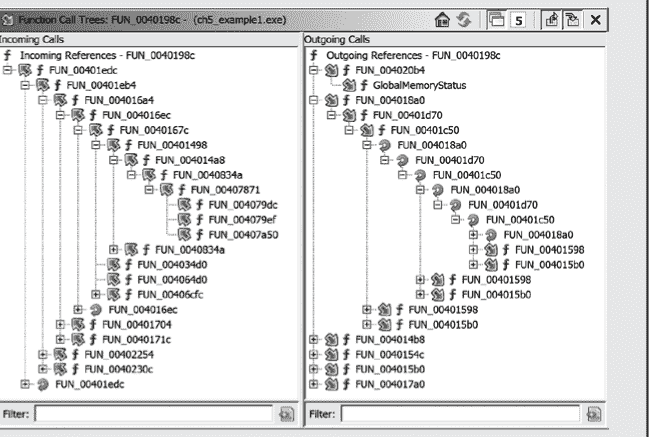 Function Call Trees: FUN_0040198c - (ch5_example1.exe)
5
Incoming Calls
f Incoming References - FUN_0040198c
f FUN_00401edc
f FUN_00401eb4
f FUN_004016a4
f FUN_004016ec
f FUN_0040167c
f FUN_00401498
f FUN_004014a8
f FUN_0040834a
f FUN_00407871
f FUN_004079dc
f FUN_004079ef
f FUN_00407a50
f FUN_0040834a
f FUN_004034d0
f FUN_004064d0
f FUN_00406cfc
FUN_004016ec
f FUN_00401704
f FUN_0040171c
f FUN_00402254
f FUN_0040230c
FUN_00401edc
Filter:
Outgoing Calls
f Outgoing References - FUN_0040198c
f FUN_004020b4
f GlobalMemoryStatus
f FUN_004018a0
f FUN_00401d70
f FUN_00401c50
FUN_004018a0
FUN_00401d70
FUN_00401c50
FUN_004018a0
FUN_00401d70
FUN_00401c50
FUN_004018a0
f FUN_00401598
f FUN_004015b0
f FUN_00401598
f FUN_004015b0
f FUN_00401598
f FUN_004015b0
f FUN_004014b8
f FUN_0040154c
f FUN_004015b0
f FUN_004017a0
Filter: